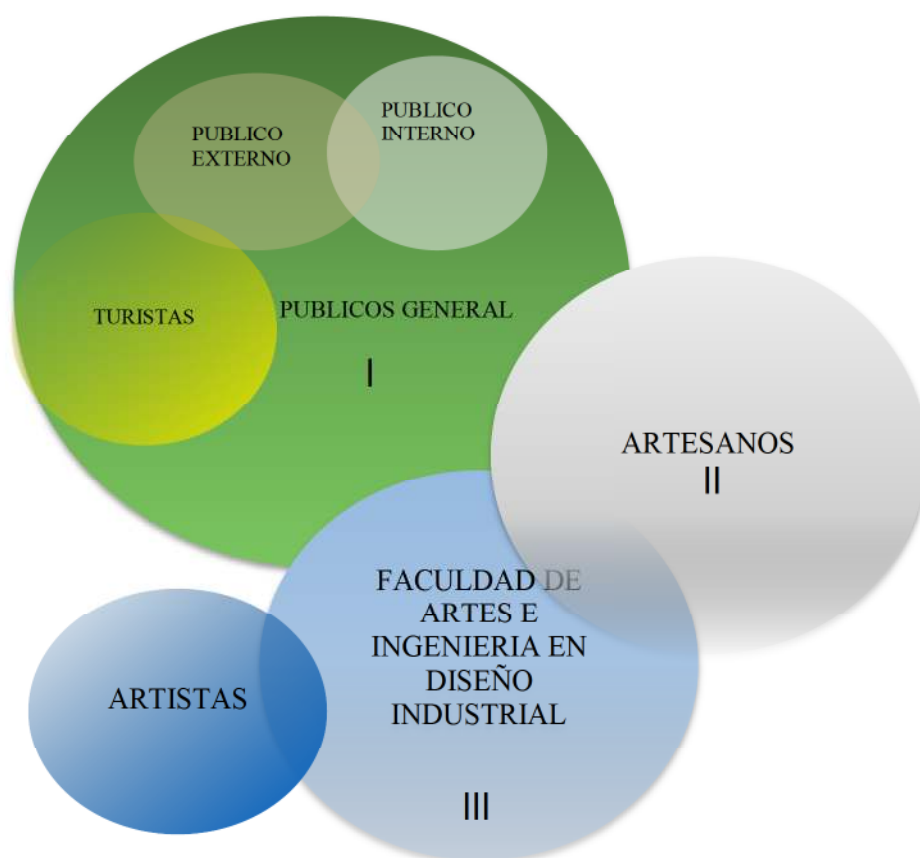 PUBLICO
EXTERNO
PUBLICO
INTERNO
TURISTAS
PUBLICOS GENERAL
I
ARTESANOS
II
FACULDAD DE
ARTES E
INGENIERIA EN
DISEÑO
INDUSTRIAL
III
ARTISTAS